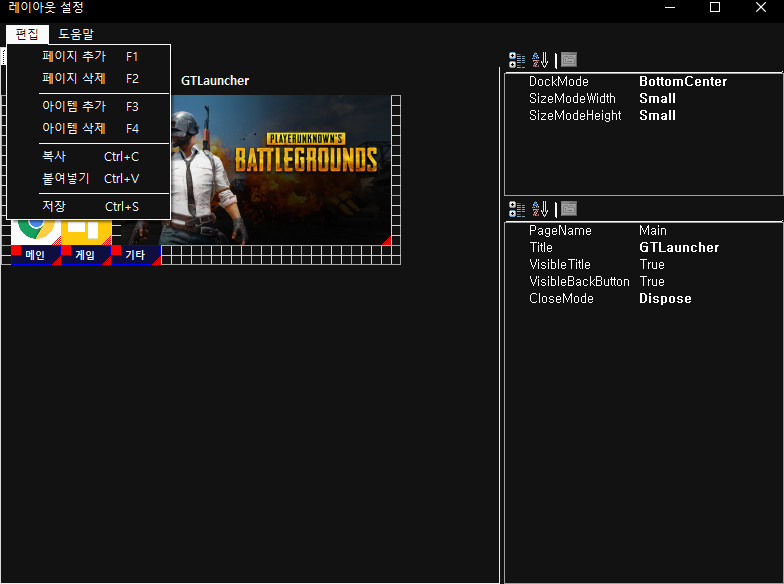 레이아웃 설정
편집 도움말
페이지 추가 F1
페이지 삭제 F2
아이템 추가 F3
아이템 삭제 F4
복사 Ctrl+C
붙여넣기 Ctrl+V
저장 Ctrl+S
GTLauncher
PLAYERUNKNOWN'S
BATTLEGROUNDS
메인 게임 기타
DockMode BottomCenter
SizeModeWidth Small
SizeModeHeight Small
PageName Main
Title GTLauncher
VisibleTitle True
VisibleBackButton True
CloseMode Dispose